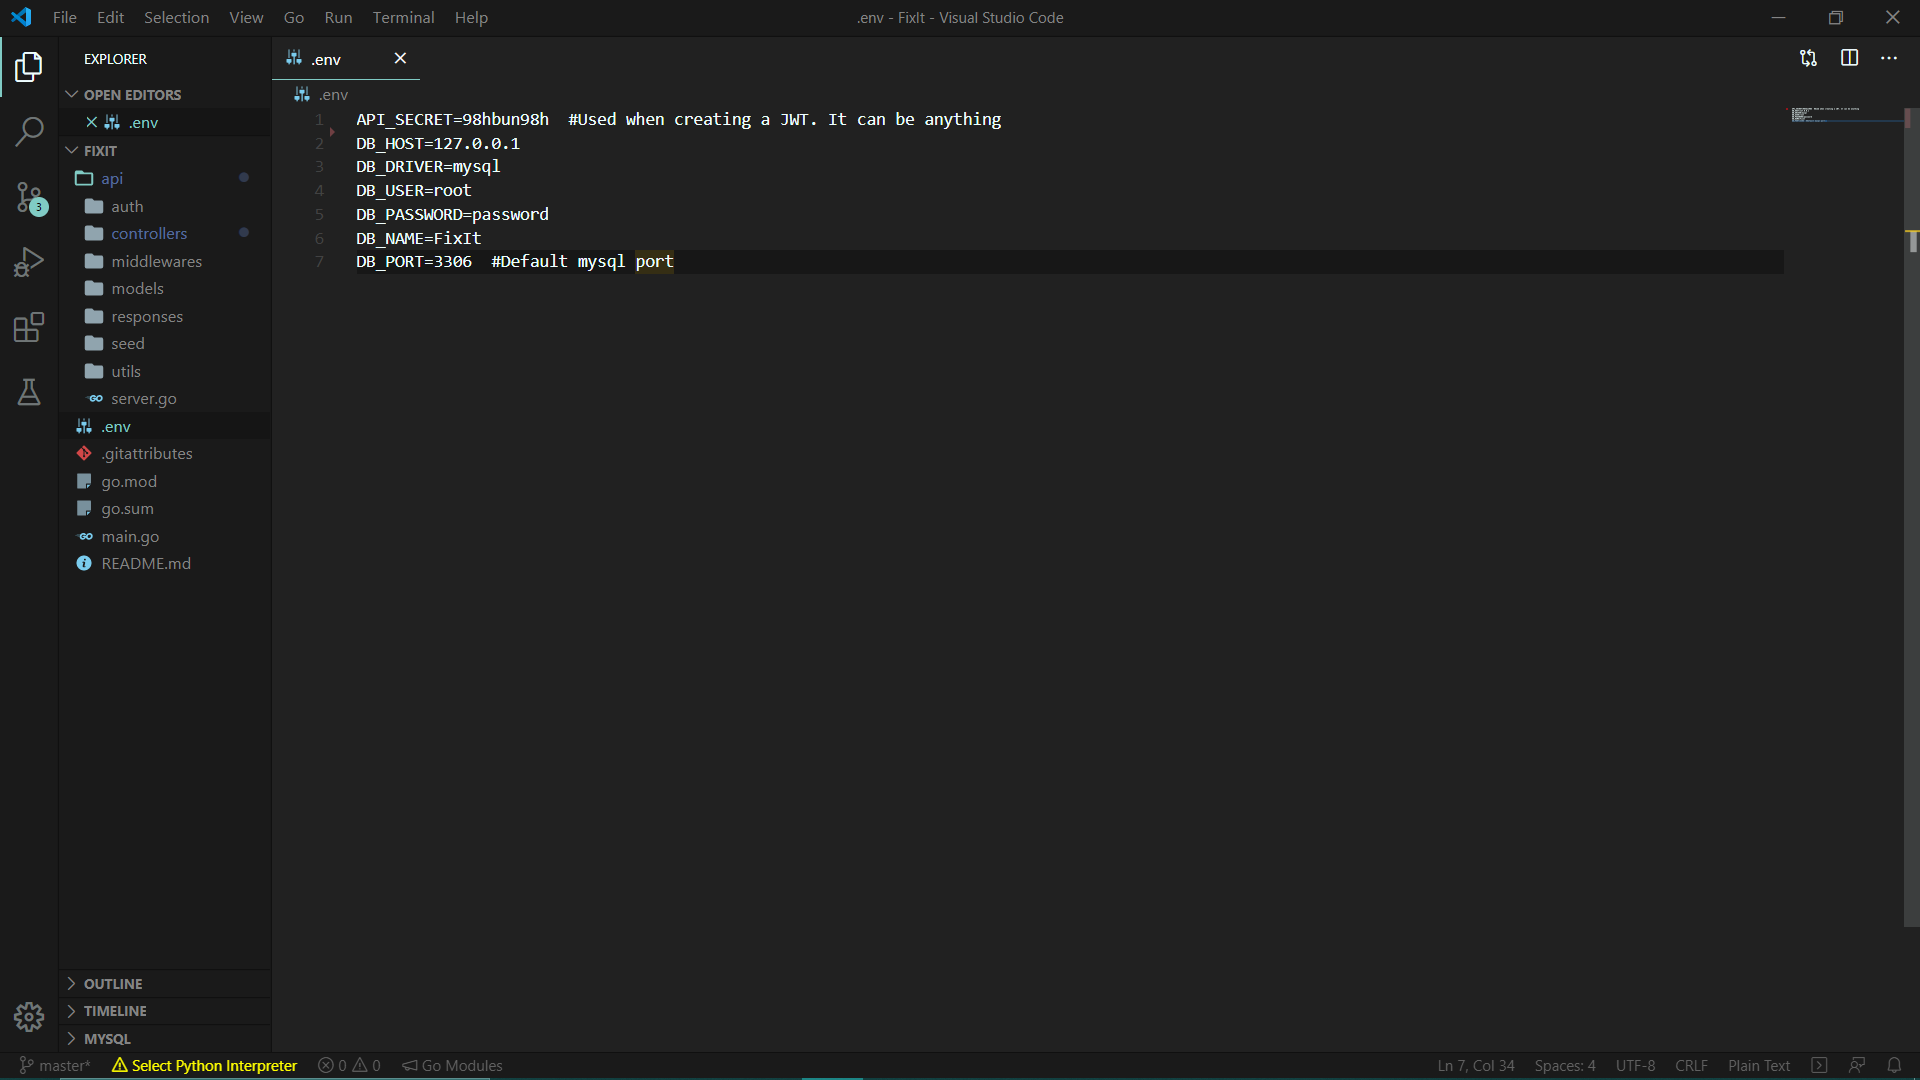 File Edit Selection View Go Run Terminal Help
.env - FixIt - Visual Studio Code
EXPLORER
OPEN EDITORS
.env
FIXIT
api
auth
controllers
middlewares
models
responses
seed
utils
server.go
.env
.gitattributes
go.mod
go.sum
main.go
README.md
OUTLINE
TIMELINE
MYSQL
3
.env
.env
1 API_SECRET=98hbun98h  #Used when creating a JWT. It can be anything
2 DB_HOST=127.0.0.1
3 DB_DRIVER=mysql
4 DB_USER=root
5 DB_PASSWORD=password
6 DB_NAME=FixIt
7 DB_PORT=3306  #Default mysql port
master* Select Python Interpreter 0 0 Go Modules
Ln 7, Col 34 Spaces: 4 UTF-8 CRLF Plain Text